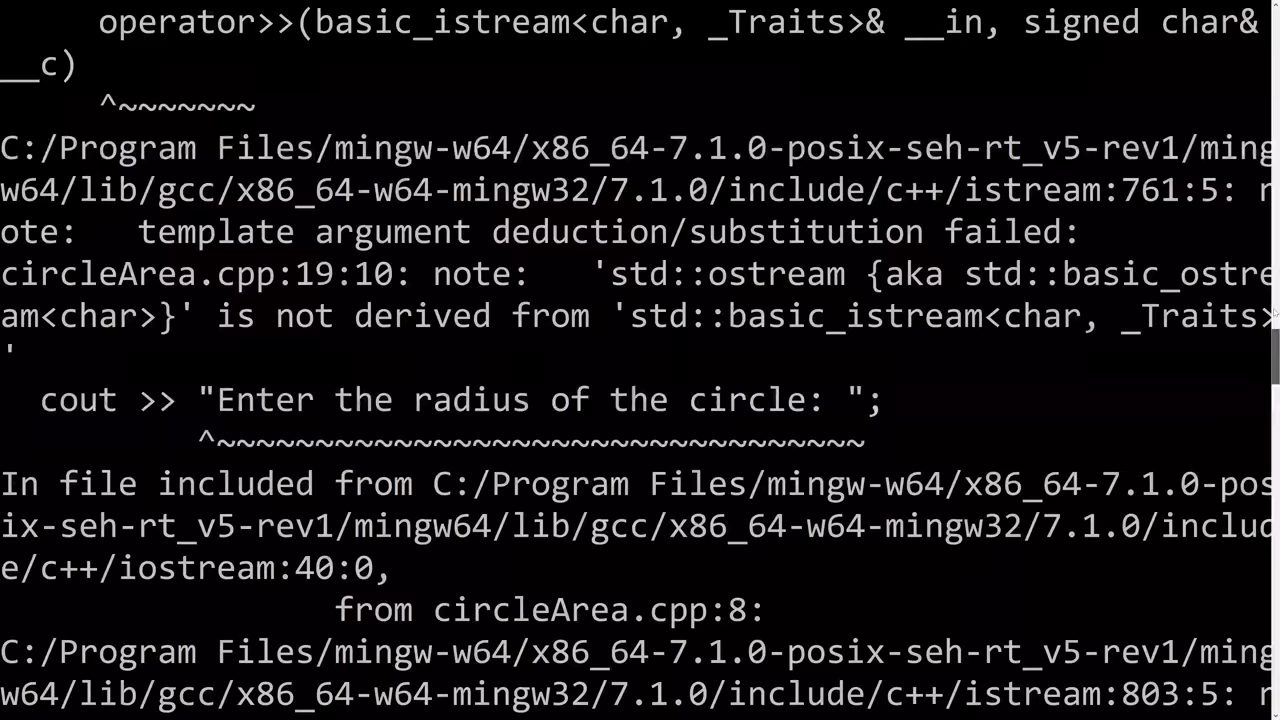 operator>>(basic_istream<char, _Traits>& __in, signed char&
__c)
^~~~~~~~
C:/Program Files/mingw-w64/x86_64-7.1.0-posix-seh-rt_v5-rev1/ming
w64/lib/gcc/x86_64-w64-mingw32/7.1.0/include/c++/istream:761:5: n
ote:   template argument deduction/substitution failed:
circleArea.cpp:19:10: note:   'std::ostream {aka std::basic_ostre
am<char>}' is not derived from 'std::basic_istream<char, _Traits>
'
cout >> "Enter the radius of the circle: ";
^~~~~~~~~~~~~~~~~~~~~~~~~~~~~~~~~~
In file included from C:/Program Files/mingw-w64/x86_64-7.1.0-pos
ix-seh-rt_v5-rev1/mingw64/lib/gcc/x86_64-w64-mingw32/7.1.0/includ
e/c++/iostream:40:0,
from circleArea.cpp:8:
C:/Program Files/mingw-w64/x86_64-7.1.0-posix-seh-rt_v5-rev1/ming
w64/lib/gcc/x86_64-w64-mingw32/7.1.0/include/c++/istream:803:5: n